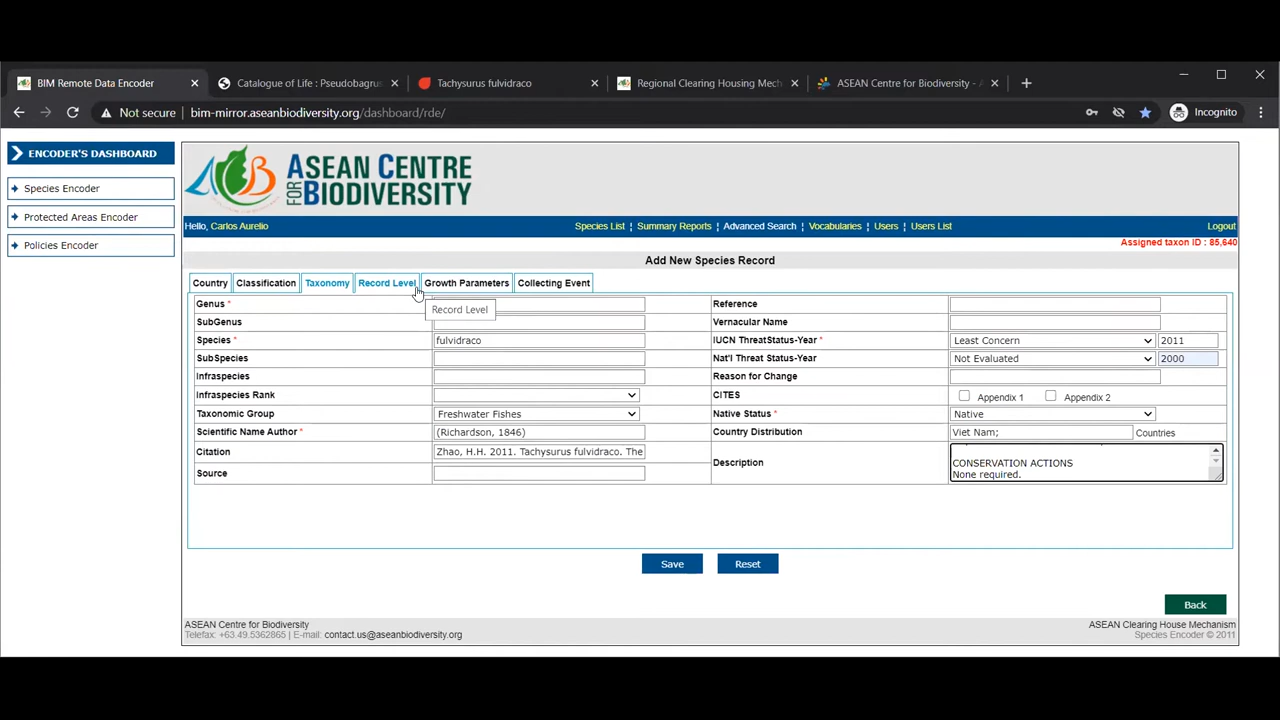 BIM Remote Data Encoder
Catalogue of Life : Pseudobagrus
Tachysurus fulvidraco
Regional Clearing Housing Mech
ASEAN Centre for Biodiversity -
Not secure
bim-mirror.aseanbiodiversity.org/dashboard/rde/
Incognito
ENCODER'S DASHBOARD
Species Encoder
Protected Areas Encoder
Policies Encoder
ASEAN CENTRE
FOR BIODIVERSITY
Hello, Carlos Aurelio
Species List ¦ Summary Reports ¦ Advanced Search ¦ Vocabularies ¦ Users ¦ Users List
Logout
Assigned taxon ID : 85,640
Add New Species Record
Country
Classification
Taxonomy
Record Level
Growth Parameters
Collecting Event
Record Level
Genus *
SubGenus
Species * fulvidraco
SubSpecies
Infraspecies
Infraspecies Rank
Taxonomic Group Freshwater Fishes
Scientific Name Author * (Richardson, 1846)
Citation Zhao, H.H. 2011. Tachysurus fulvidraco. The
Source
Reference
Vernacular Name
IUCN ThreatStatus-Year * Least Concern 2011
Nat'l Threat Status-Year Not Evaluated 2000
Reason for Change
CITES Appendix 1 Appendix 2
Native Status * Native
Country Distribution Viet Nam; Countries
Description
CONSERVATION ACTIONS
None required.
Save
Reset
Back
ASEAN Centre for Biodiversity
Telefax: +63.49.5362865 | E-mail: contact.us@aseanbiodiversity.org
ASEAN Clearing House Mechanism
Species Encoder © 2011